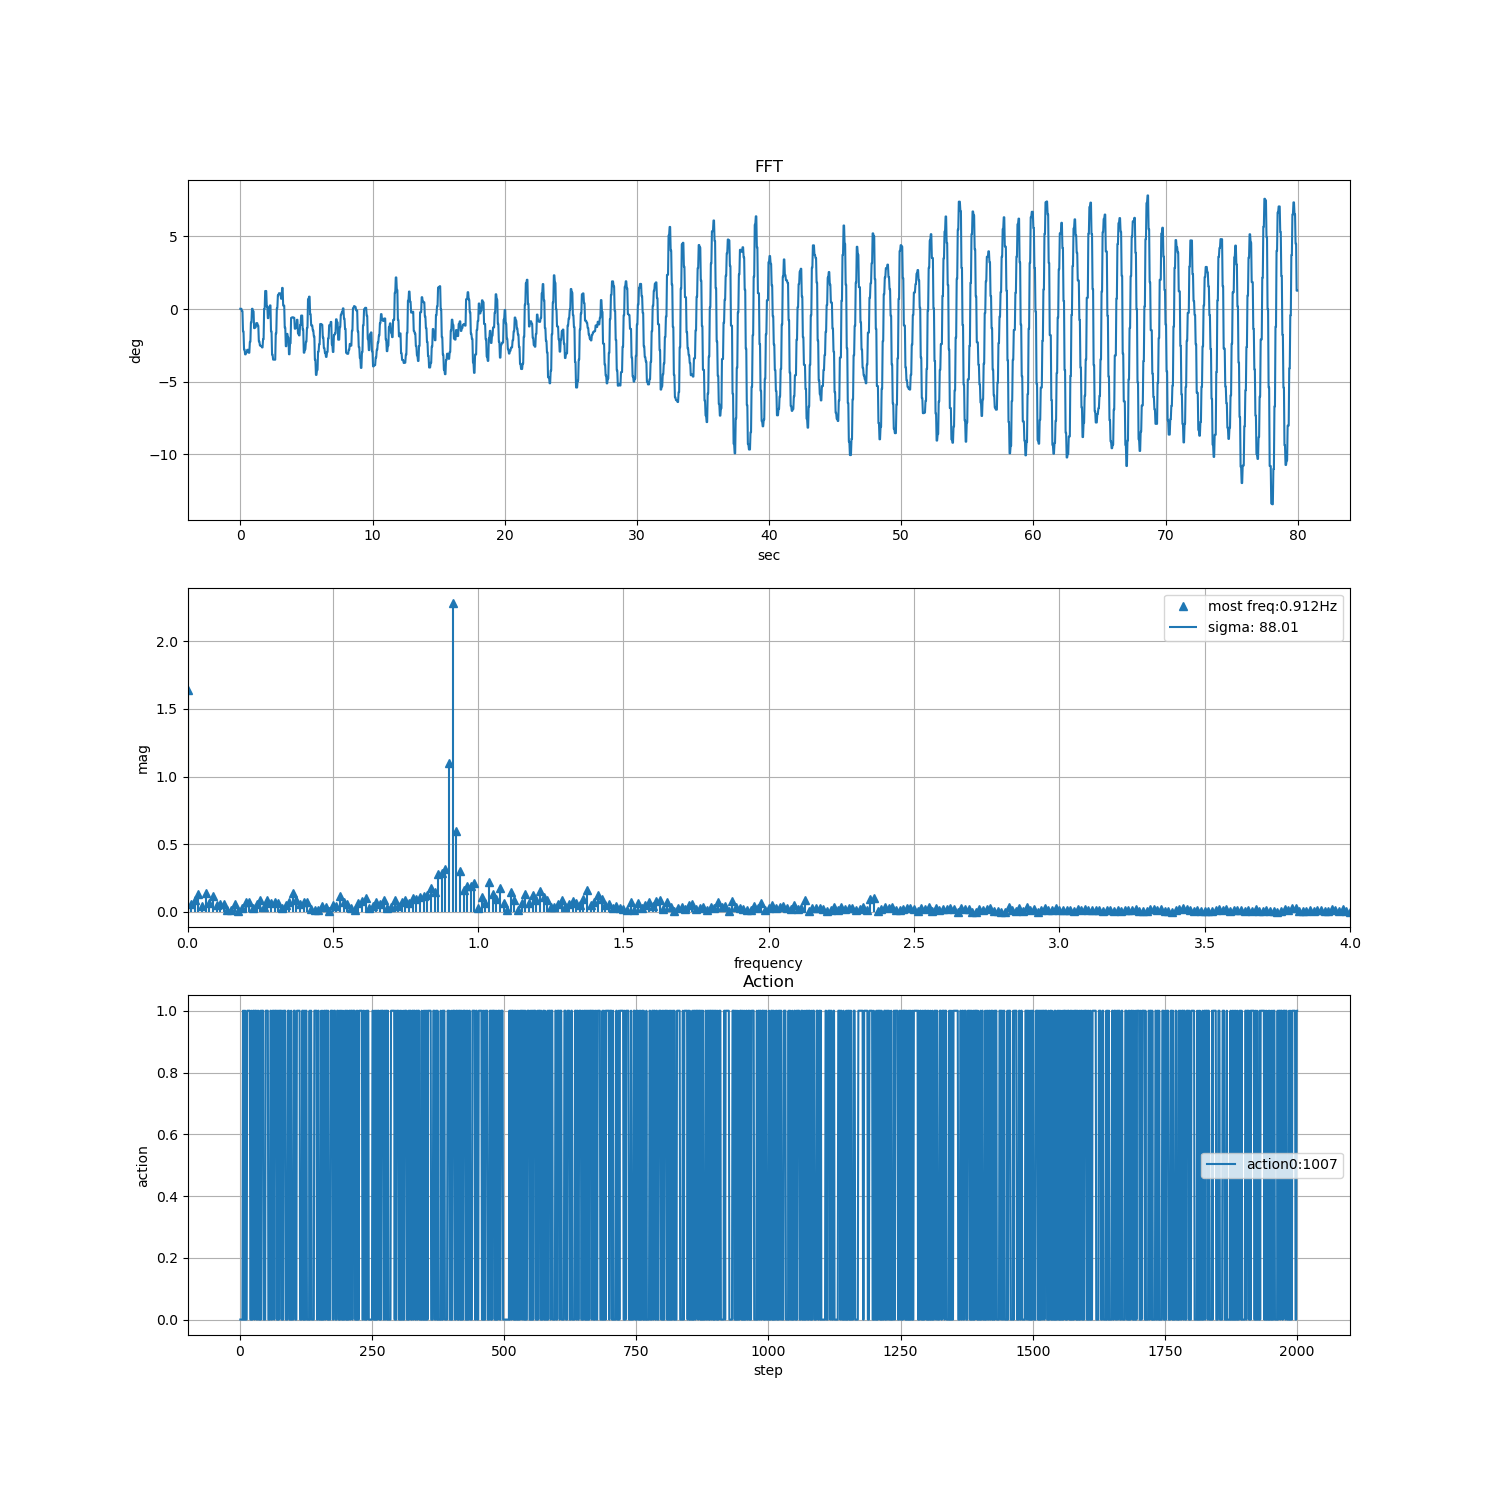 FFT
5
0
−5
−10
deg
0 10 20 30 40 50 60 70 80
sec
most freq:0.912Hz
sigma: 88.01
2.0
1.5
1.0
0.5
0.0
mag
0.0 0.5 1.0 1.5 2.0 2.5 3.0 3.5 4.0
frequency
Action
1.0
0.8
0.6
0.4
0.2
0.0
action
action0:1007
0 250 500 750 1000 1250 1500 1750 2000
step